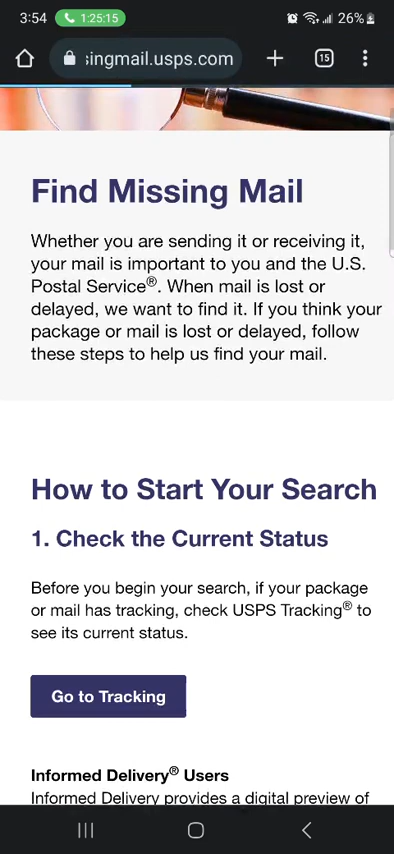 3:54 1:25:15 26%
singmail.usps.com 15
Find Missing Mail
Whether you are sending it or receiving it,
your mail is important to you and the U.S.
Postal Service®. When mail is lost or
delayed, we want to find it. If you think your
package or mail is lost or delayed, follow
these steps to help us find your mail.
How to Start Your Search
1. Check the Current Status
Before you begin your search, if your package
or mail has tracking, check USPS Tracking® to
see its current status.
Go to Tracking
Informed Delivery® Users
Informed Delivery provides a digital preview of